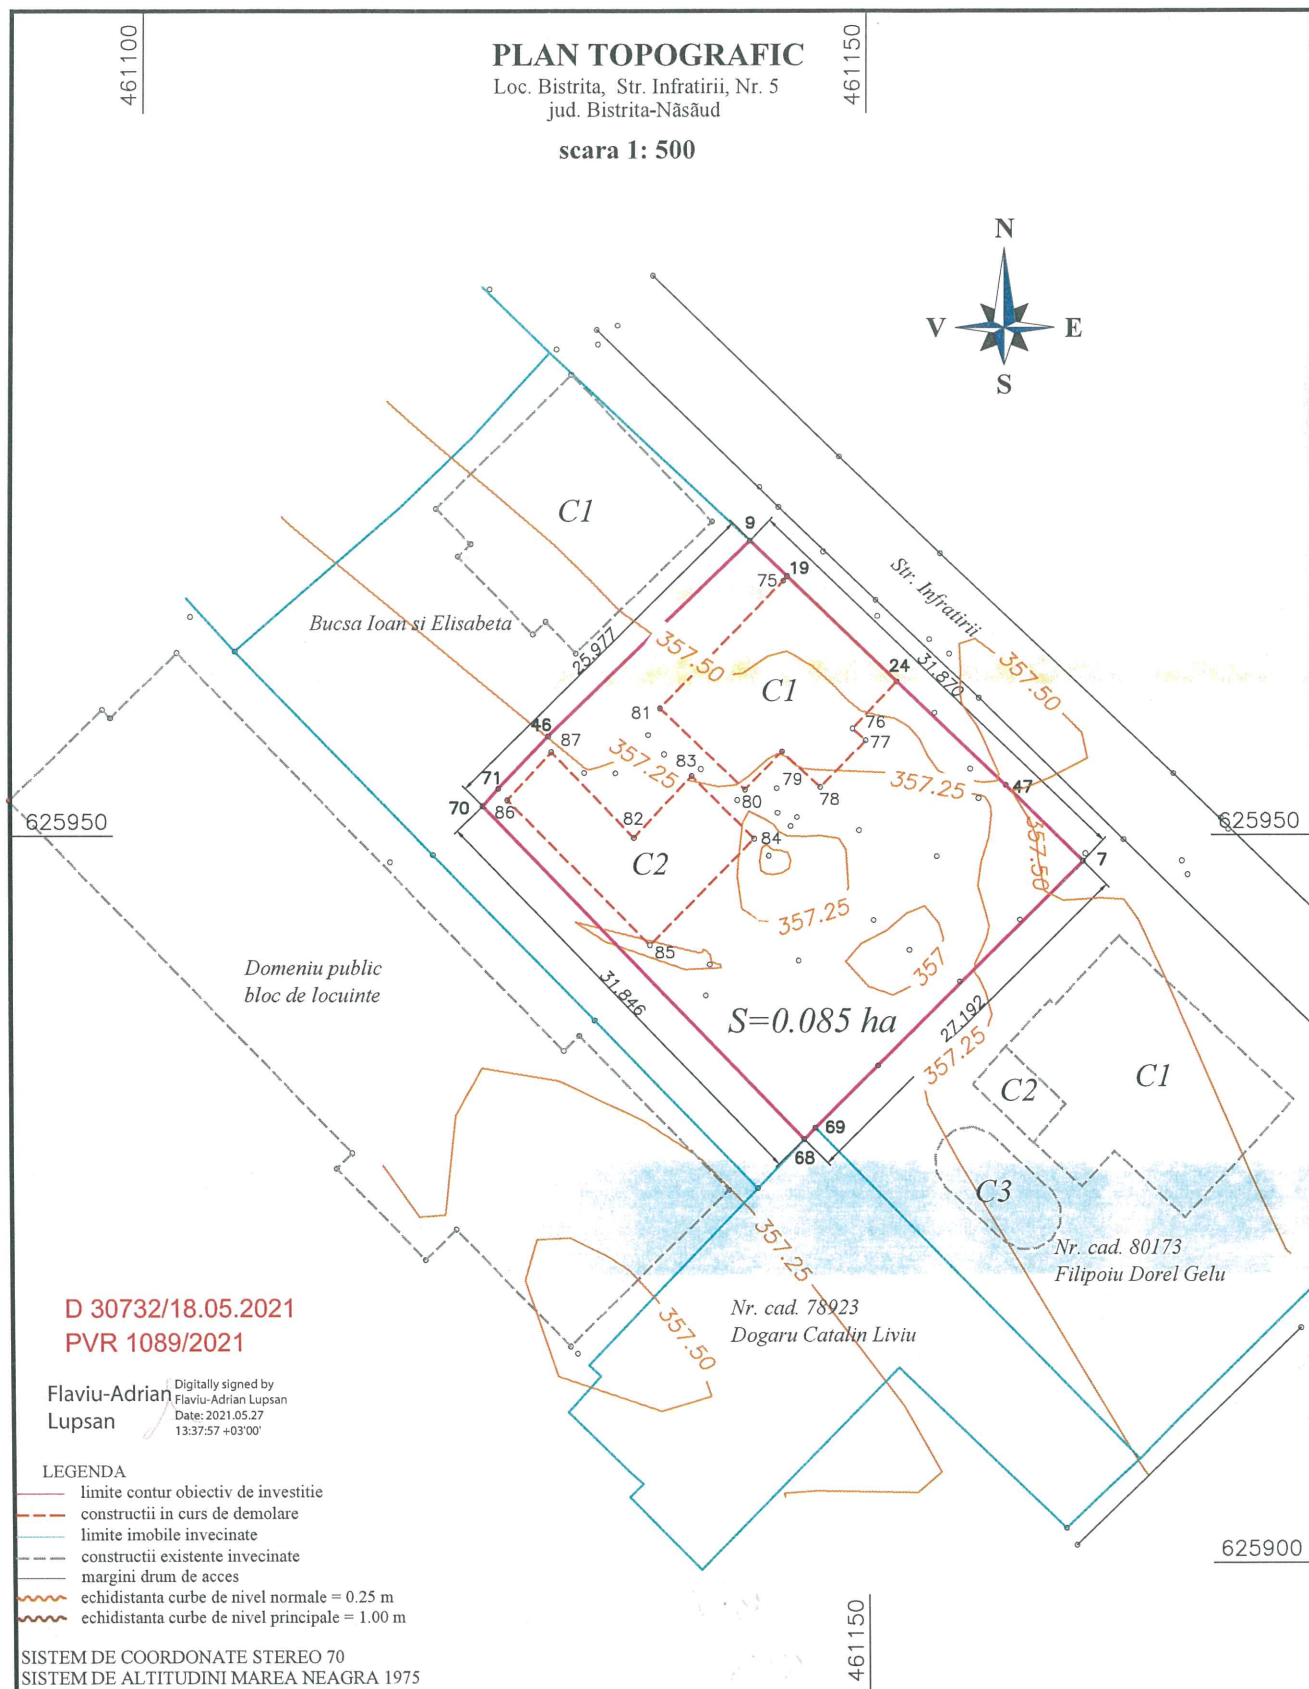 461100
461150
PLAN TOPOGRAFIC
Loc. Bistrita, Str. Infratirii, Nr. 5
jud. Bistrita-Năsăud
scara 1: 500
N
V
E
S
C1
9
19
75
Str. Infratirii
Bucsa Ioan si Elisabeta
25.977
357.50
24
31.870
357.50
C1
81
76
77
46
87
357.25
83
79
357.25
47
71
70
86
80
78
625950
82
84
357.50
625950
C2
7
357.25
85
357
Domeniu public
bloc de locuinte
31.846
S=0.085 ha
27.192
357.25
C2
C1
69
68
C3
357.25
Nr. cad. 80173
Filipoiu Dorel Gelu
D 30732/18.05.2021
PVR 1089/2021
Nr. cad. 78923
Dogaru Catalin Liviu
357.50
Flaviu-Adrian
Lupsan
Digitally signed by
Flaviu-Adrian Lupsan
Date: 2021.05.27
13:37:57 +03'00'
LEGENDA
limite contur obiectiv de investitie
constructii in curs de demolare
limite imobile invecinate
constructii existente invecinate
margini drum de acces
echidistanta curbe de nivel normale = 0.25 m
echidistanta curbe de nivel principale = 1.00 m
625900
461150
SISTEM DE COORDONATE STEREO 70
SISTEM DE ALTITUDINI MAREA NEAGRA 1975